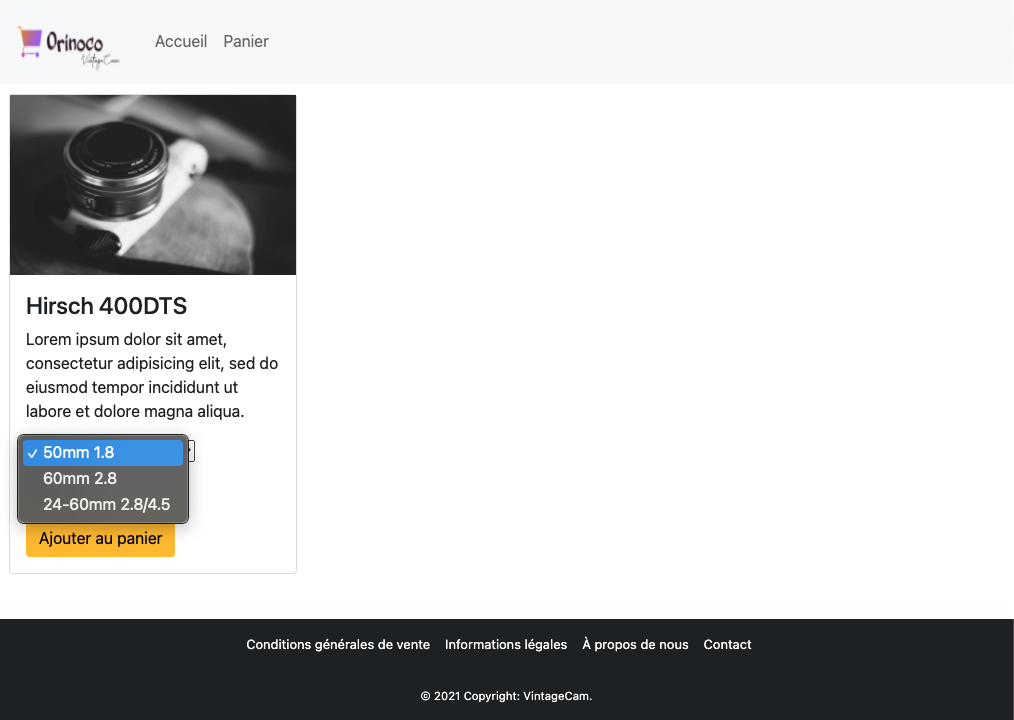 Orinoco
VintageCam
Accueil Panier
Hirsch 400DTS
Lorem ipsum dolor sit amet,
consectetur adipisicing elit, sed do
eiusmod tempor incididunt ut
labore et dolore magna aliqua.
✓ 50mm 1.8
60mm 2.8
24-60mm 2.8/4.5
Ajouter au panier
Conditions générales de vente Informations légales À propos de nous Contact
© 2021 Copyright: VintageCam.